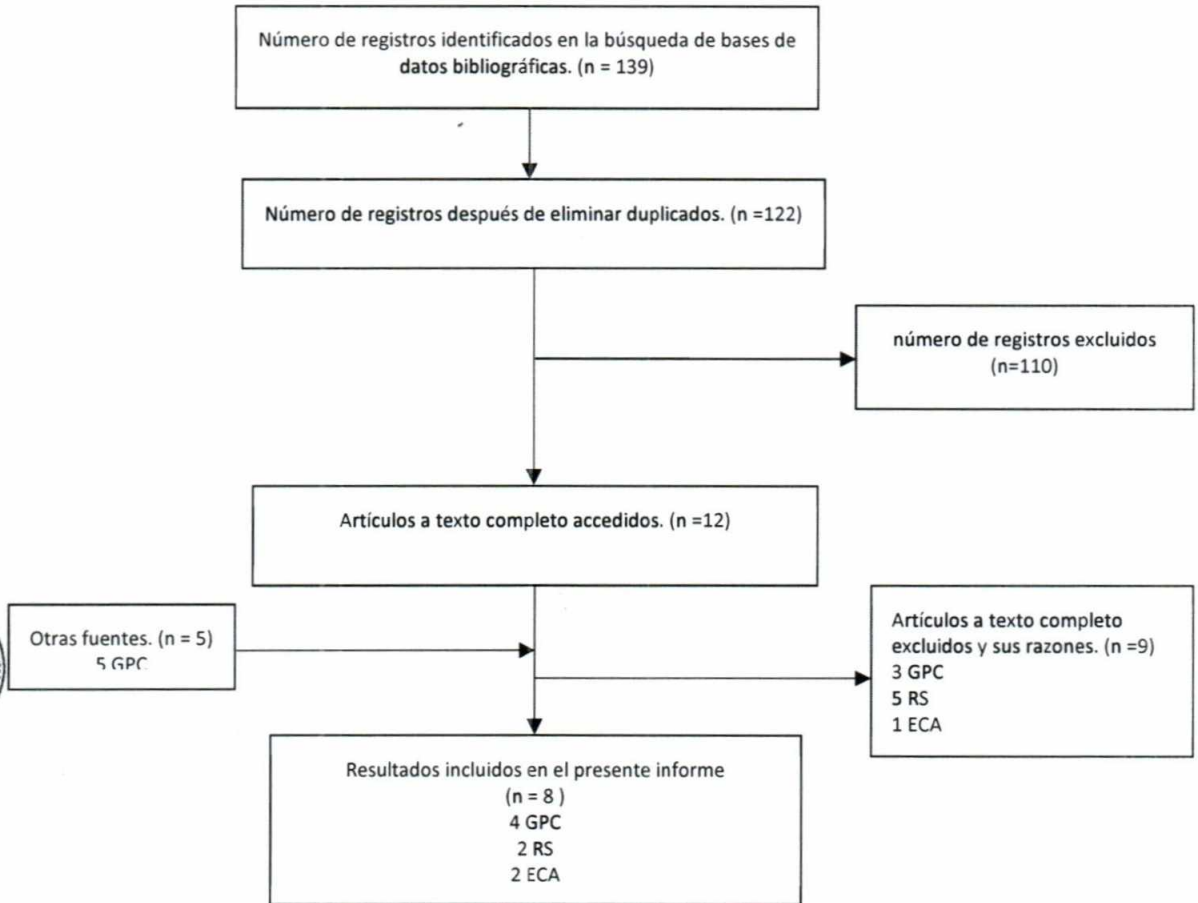 Número de registros identificados en la búsqueda de bases de
datos bibliográficas. (n = 139)
Número de registros después de eliminar duplicados. (n =122)
número de registros excluidos
(n=110)
Artículos a texto completo accedidos. (n =12)
Otras fuentes. (n = 5)
5 GPC
Artículos a texto completo
excluidos y sus razones. (n =9)
3 GPC
5 RS
1 ECA
Resultados incluidos en el presente informe
(n = 8 )
4 GPC
2 RS
2 ECA